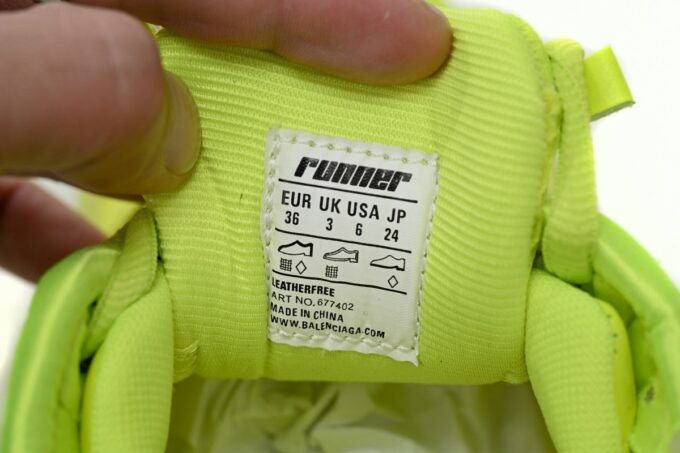 runner
EUR UK USA JP
36 3 6 24
LEATHERFREE
ART NO.677402
MADE IN CHINA
WWW.BALENCIAGA.COM